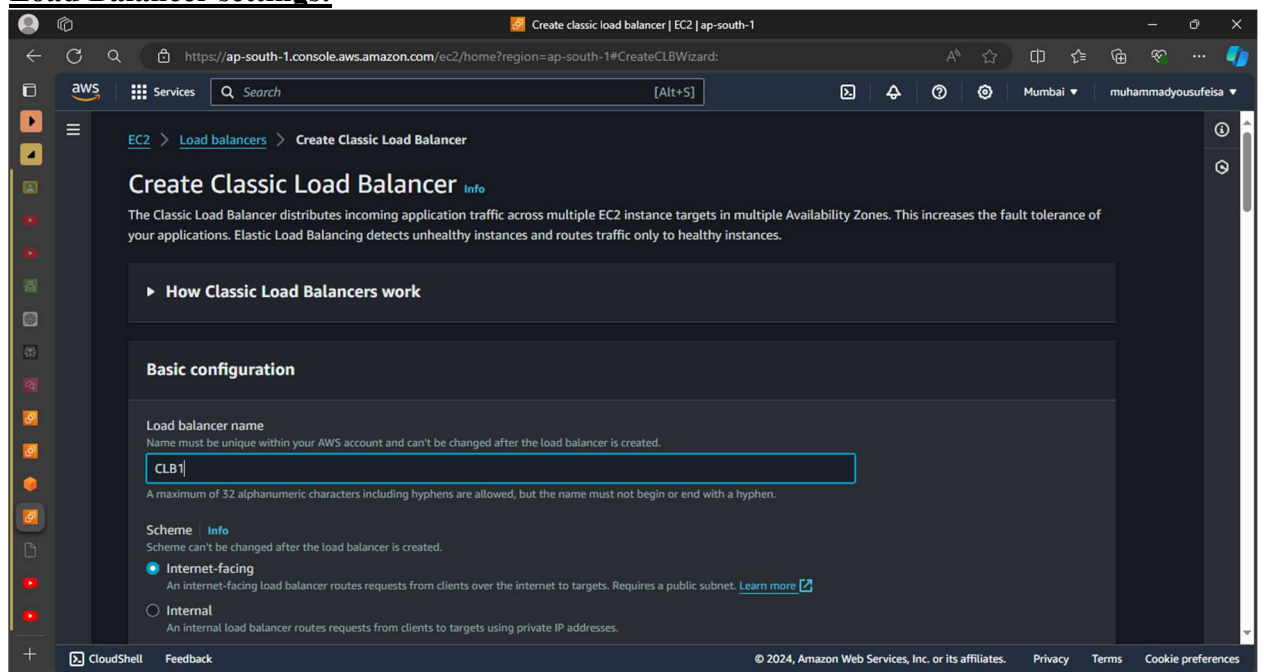 Load Balancer settings:
Create classic load balancer | EC2 | ap-south-1
https://ap-south-1.console.aws.amazon.com/ec2/home?region=ap-south-1#CreateCLBWizard:
aws Services Search [Alt+S] Mumbai ▼ muhammadyousufeisa ▼
EC2 > Load balancers > Create Classic Load Balancer
Create Classic Load Balancer Info
The Classic Load Balancer distributes incoming application traffic across multiple EC2 instance targets in multiple Availability Zones. This increases the fault tolerance of
your applications. Elastic Load Balancing detects unhealthy instances and routes traffic only to healthy instances.
▶ How Classic Load Balancers work
Basic configuration
Load balancer name
Name must be unique within your AWS account and can't be changed after the load balancer is created.
CLB1
A maximum of 32 alphanumeric characters including hyphens are allowed, but the name must not begin or end with a hyphen.
Scheme | Info
Scheme can't be changed after the load balancer is created.
Internet-facing
An internet-facing load balancer routes requests from clients over the internet to targets. Requires a public subnet. Learn more
Internal
An internal load balancer routes requests from clients to targets using private IP addresses.
CloudShell Feedback © 2024, Amazon Web Services, Inc. or its affiliates. Privacy Terms Cookie preferences